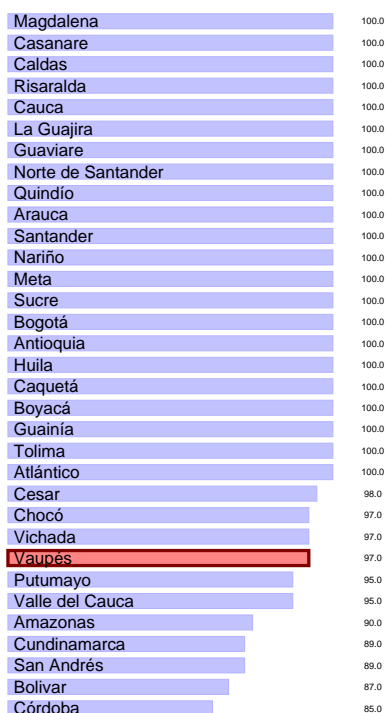 Magdalena 100.0
Casanare 100.0
Caldas 100.0
Risaralda 100.0
Cauca 100.0
La Guajira 100.0
Guaviare 100.0
Norte de Santander 100.0
Quindío 100.0
Arauca 100.0
Santander 100.0
Nariño 100.0
Meta 100.0
Sucre 100.0
Bogotá 100.0
Antioquia 100.0
Huila 100.0
Caquetá 100.0
Boyacá 100.0
Guainía 100.0
Tolima 100.0
Atlántico 100.0
Cesar 98.0
Chocó 97.0
Vichada 97.0
Vaupés 97.0
Putumayo 95.0
Valle del Cauca 95.0
Amazonas 90.0
Cundinamarca 89.0
San Andrés 89.0
Bolivar 87.0
Córdoba 85.0